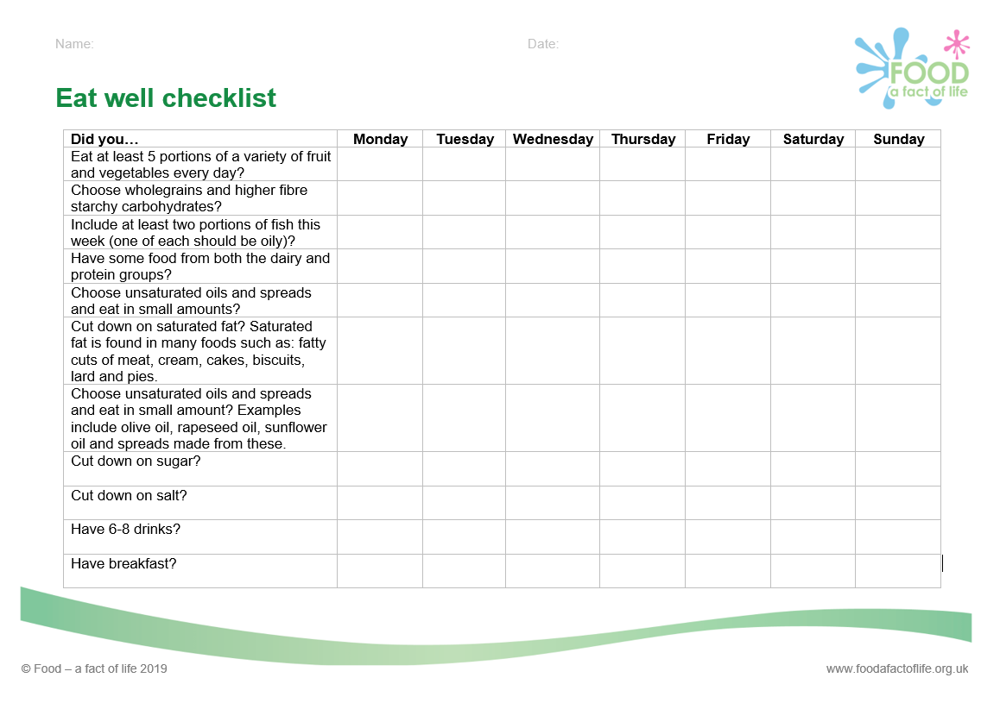 Name:
Date:
FOOD
a fact of life
Eat well checklist
Did you… Monday Tuesday Wednesday Thursday Friday Saturday Sunday
Eat at least 5 portions of a variety of fruit
and vegetables every day?
Choose wholegrains and higher fibre
starchy carbohydrates?
Include at least two portions of fish this
week (one of each should be oily)?
Have some food from both the dairy and
protein groups?
Choose unsaturated oils and spreads
and eat in small amounts?
Cut down on saturated fat? Saturated
fat is found in many foods such as: fatty
cuts of meat, cream, cakes, biscuits,
lard and pies.
Choose unsaturated oils and spreads
and eat in small amount? Examples
include olive oil, rapeseed oil, sunflower
oil and spreads made from these.
Cut down on sugar?
Cut down on salt?
Have 6-8 drinks?
Have breakfast?
© Food – a fact of life 2019
www.foodafactoflife.org.uk